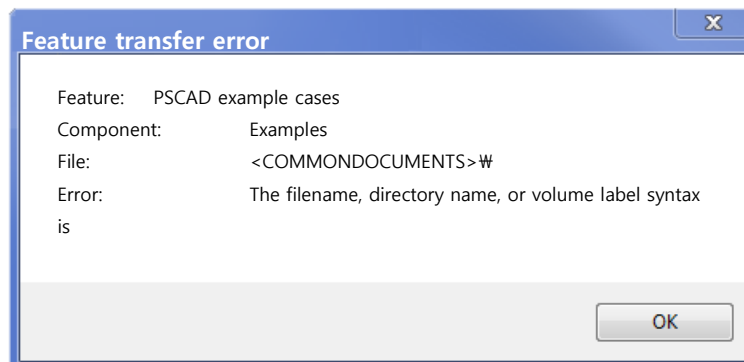 Feature transfer error
Feature: PSCAD example cases
Component: Examples
File: <COMMONDOCUMENTS>₩
Error: The filename, directory name, or volume label syntax
is
OK